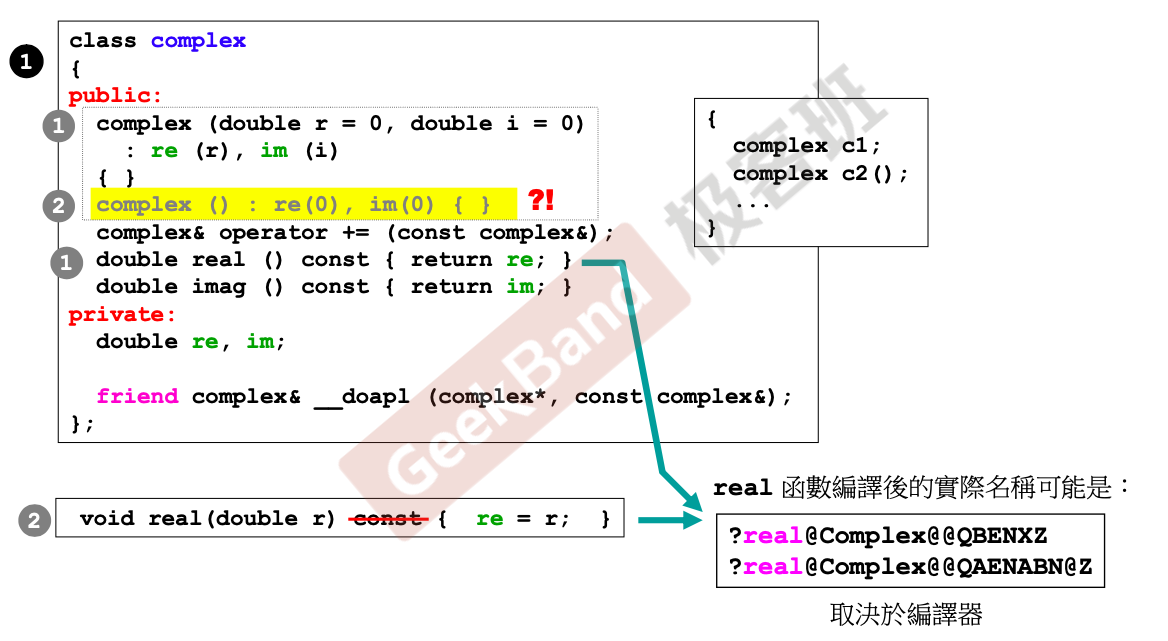 1
class complex
{
public:
1
complex (double r = 0, double i = 0)
: re (r), im (i)
{ }
2
complex () : re(0), im(0) { }
?!
complex& operator += (const complex&);
1
double real () const { return re; }
double imag () const { return im; }
private:
double re, im;
friend complex& __doapl (complex*, const complex&);
};
{
complex c1;
complex c2();
...
}
极客班
GeekBand
2
void real(double r) const { re = r; }
real 函數編譯後的實際名稱可能是：
?real@Complex@@QBENXZ
?real@Complex@@QAENABN@Z
取決於編譯器